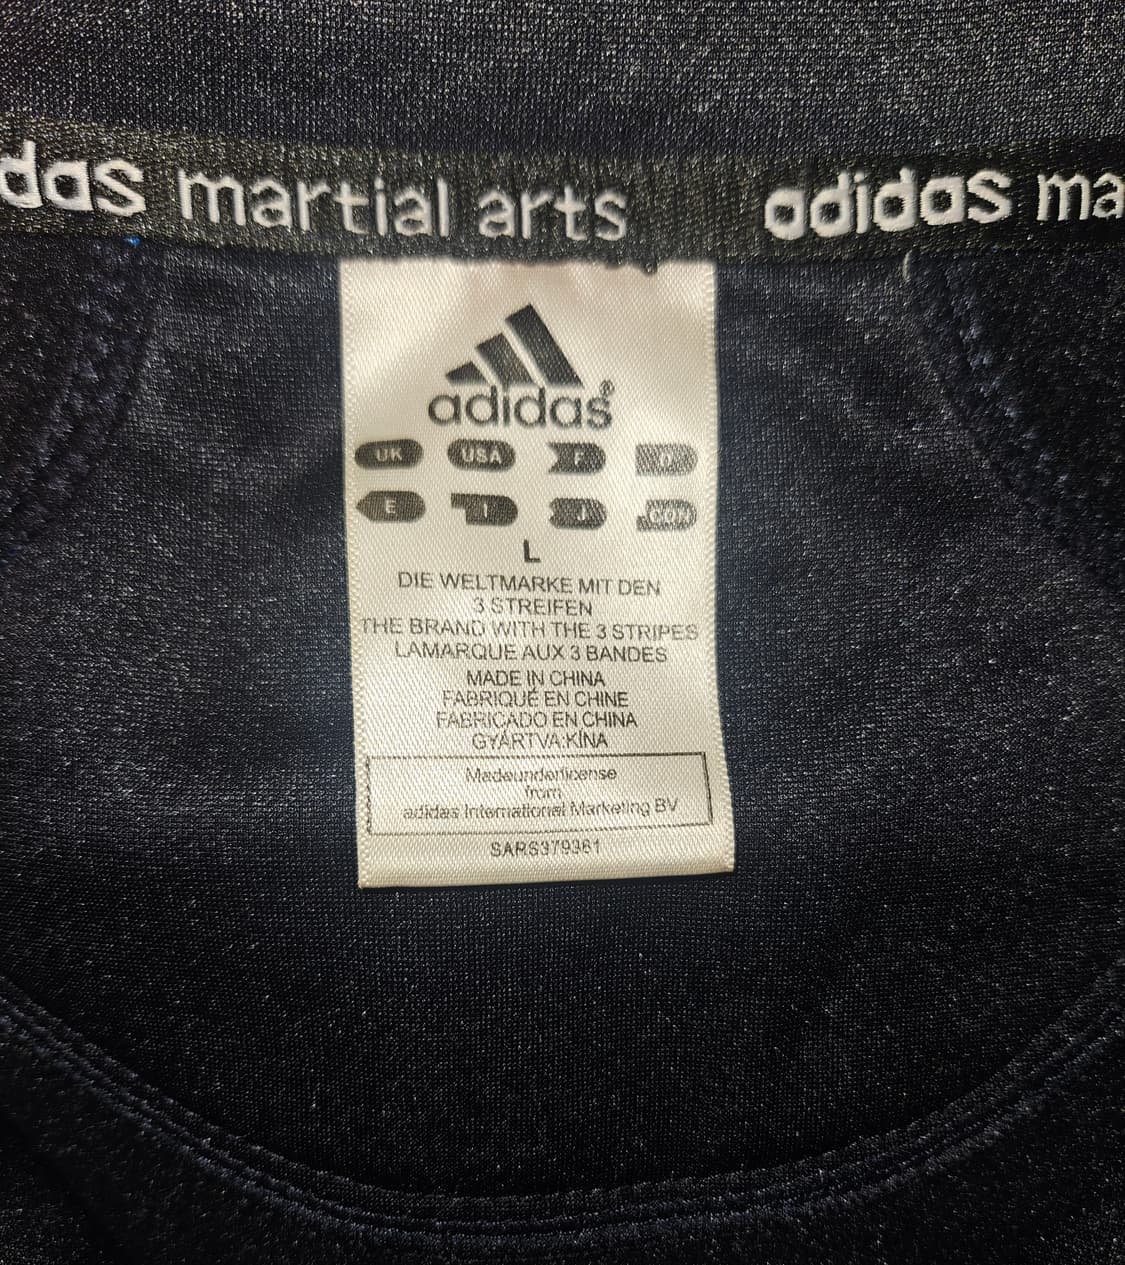 das martial arts adidas ma
adidas®
UK USA F D
E I J CON
L
DIE WELTMARKE MIT DEN
3 STREIFEN
THE BRAND WITH THE 3 STRIPES
LAMARQUE AUX 3 BANDES
MADE IN CHINA
FABRIQUÉ EN CHINE
FABRICADO EN CHINA
GYÁRTVA:KÍNA
Madeunderlicense
from
adidas International Marketing BV
SARS379361